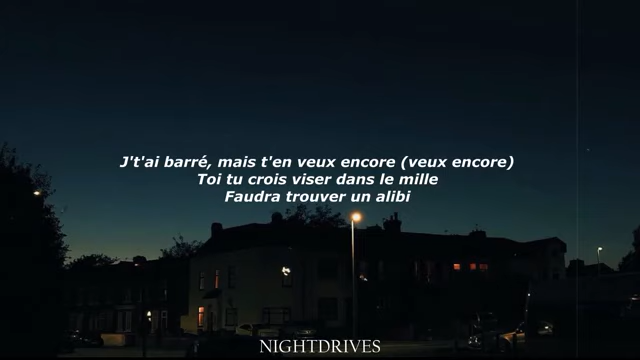 J't'ai barré, mais t'en veux encore (veux encore)
Toi tu crois viser dans le mille
Faudra trouver un alibi
NIGHTDRIVES